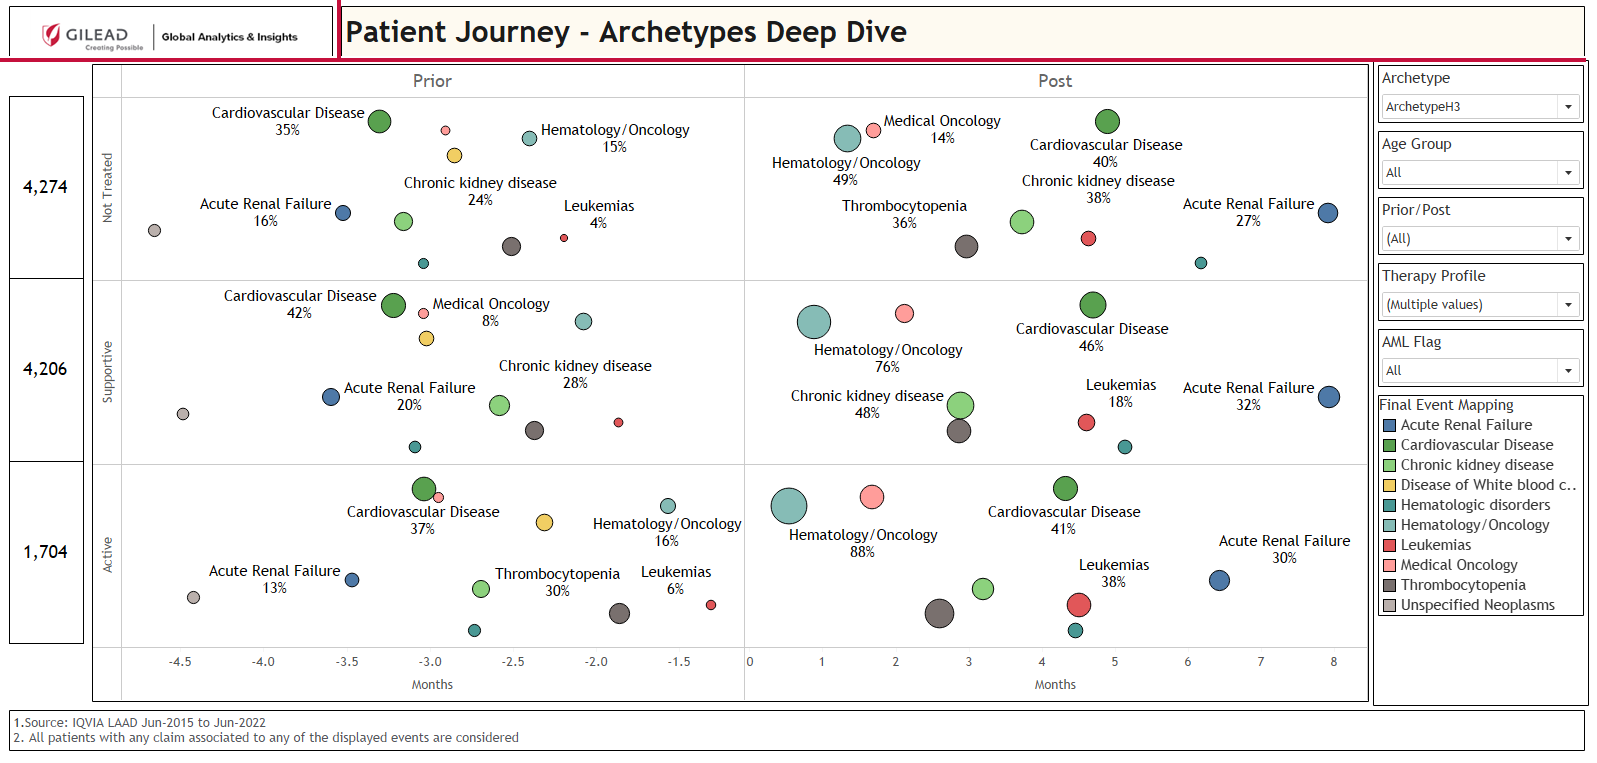 GILEAD
Creating Possible
Global Analytics & Insights
Patient Journey - Archetypes Deep Dive
Prior
Post
4,274
Not Treated
Cardiovascular Disease
35%
Hematology/Oncology
15%
Chronic kidney disease
24%
Acute Renal Failure
16%
Leukemias
4%
Medical Oncology
14%
Hematology/Oncology
49%
Cardiovascular Disease
40%
Chronic kidney disease
38%
Thrombocytopenia
36%
Acute Renal Failure
27%
4,206
Supportive
Cardiovascular Disease
42%
Medical Oncology
8%
Chronic kidney disease
28%
Acute Renal Failure
20%
Hematology/Oncology
76%
Cardiovascular Disease
46%
Chronic kidney disease
48%
Leukemias
18%
Acute Renal Failure
32%
1,704
Active
Cardiovascular Disease
37%
Hematology/Oncology
16%
Acute Renal Failure
13%
Thrombocytopenia
30%
Leukemias
6%
Hematology/Oncology
88%
Cardiovascular Disease
41%
Acute Renal Failure
30%
Leukemias
38%
-4.5 -4.0 -3.5 -3.0 -2.5 -2.0 -1.5
Months
0 1 2 3 4 5 6 7 8
Months
Archetype
ArchetypeH3
Age Group
All
Prior/Post
(All)
Therapy Profile
(Multiple values)
AML Flag
All
Final Event Mapping
Acute Renal Failure
Cardiovascular Disease
Chronic kidney disease
Disease of White blood c..
Hematologic disorders
Hematology/Oncology
Leukemias
Medical Oncology
Thrombocytopenia
Unspecified Neoplasms
1.Source: IQVIA LAAD Jun-2015 to Jun-2022
2. All patients with any claim associated to any of the displayed events are considered